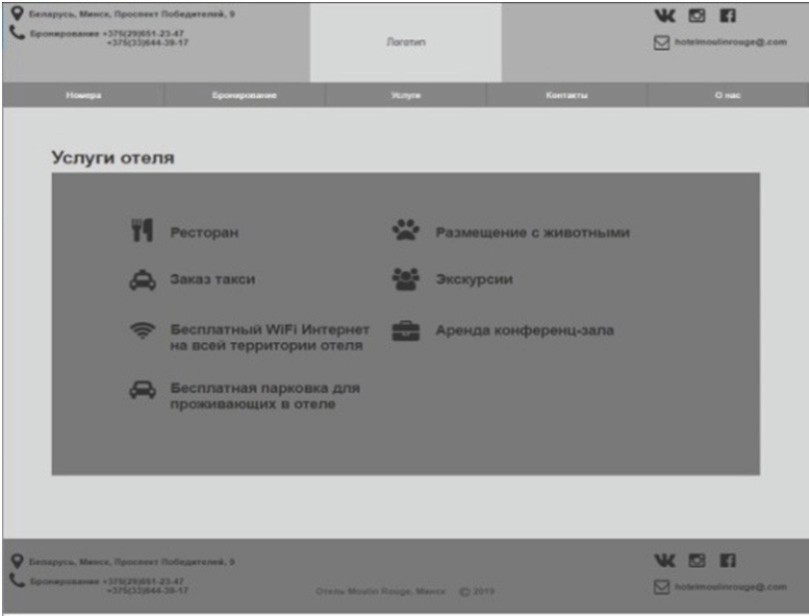 Беларусь, Минск, Проспект Победителей, 9
Бронирование +375(29)651-23-47
+375(33)644-39-17
Логотип
hotelmoulinrouge@.com
Номера
Бронирование
Услуги
Контакты
О нас
Услуги отеля
Ресторан
Размещение с животными
Заказ такси
Экскурсии
Бесплатный WiFi Интернет
на всей территории отеля
Аренда конференц-зала
Бесплатная парковка для
проживающих в отеле
Беларусь, Минск, Проспект Победителей, 9
Бронирование +375(29)651-23-47
+375(33)644-39-17
Отель Moulin Rouge, Минск © 2019
hotelmoulinrouge@.com